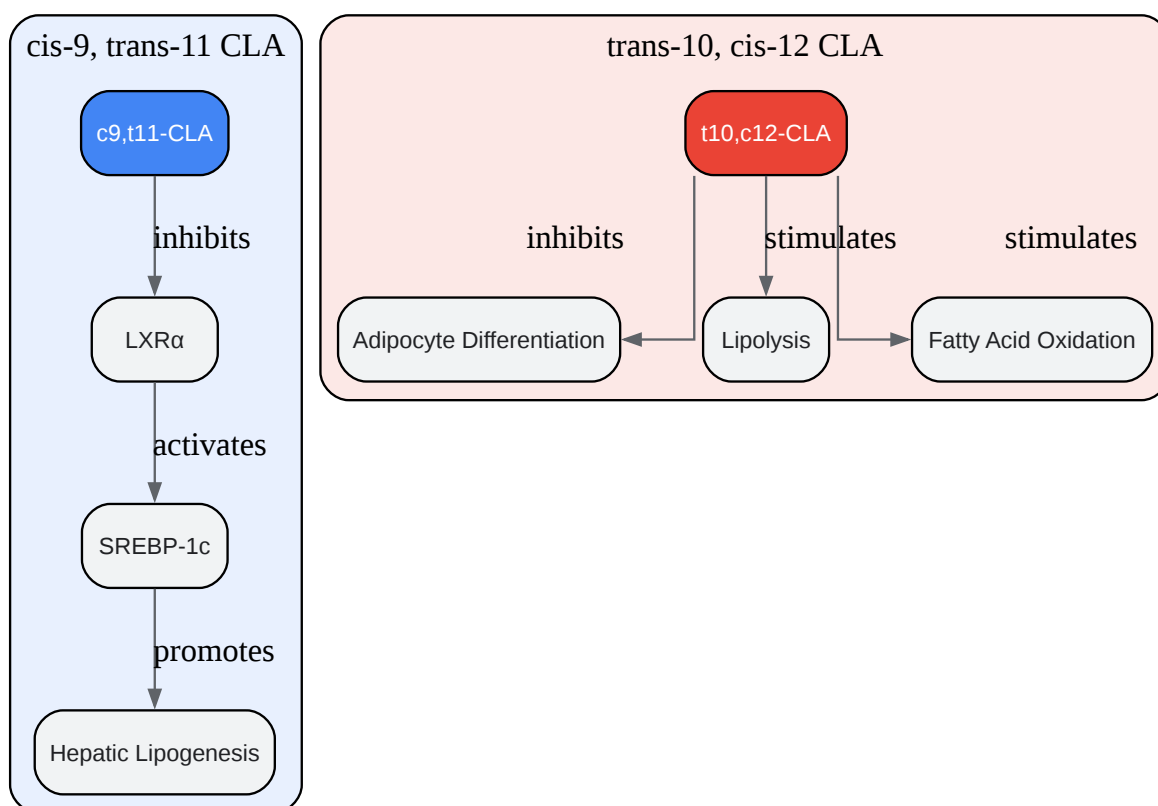 cis-9, trans-11 CLA
c9,t11-CLA
inhibits
LXRα
activates
SREBP-1c
promotes
Hepatic Lipogenesis
trans-10, cis-12 CLA
t10,c12-CLA
inhibits
stimulates
stimulates
Adipocyte Differentiation
Lipolysis
Fatty Acid Oxidation